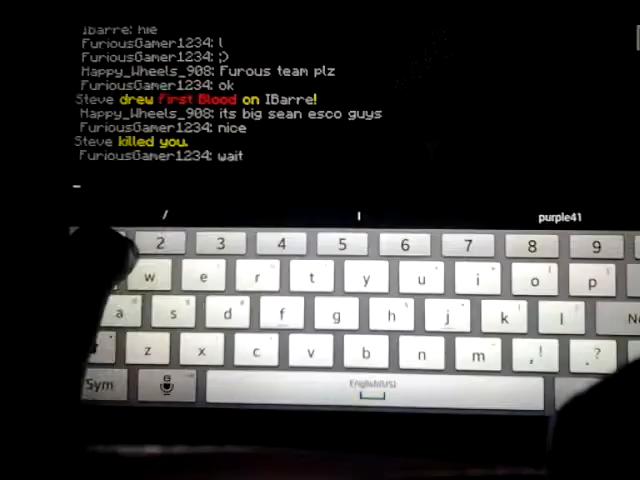 IBarre: hie
FuriousGamer1234: l
FuriousGamer1234: ;)
Happy_Wheels_908: Furous team plz
FuriousGamer1234: ok
Steve drew First Blood on IBarre!
Happy_Wheels_908: its big sean esco guys
FuriousGamer1234: nice
Steve killed you.
FuriousGamer1234: wait
/ I purple41
2 3 4 5 6 7 8 9
w e r t y u i o p
a s d f g h j k l
z x c v b n m , ! . ?
Sym English(US)